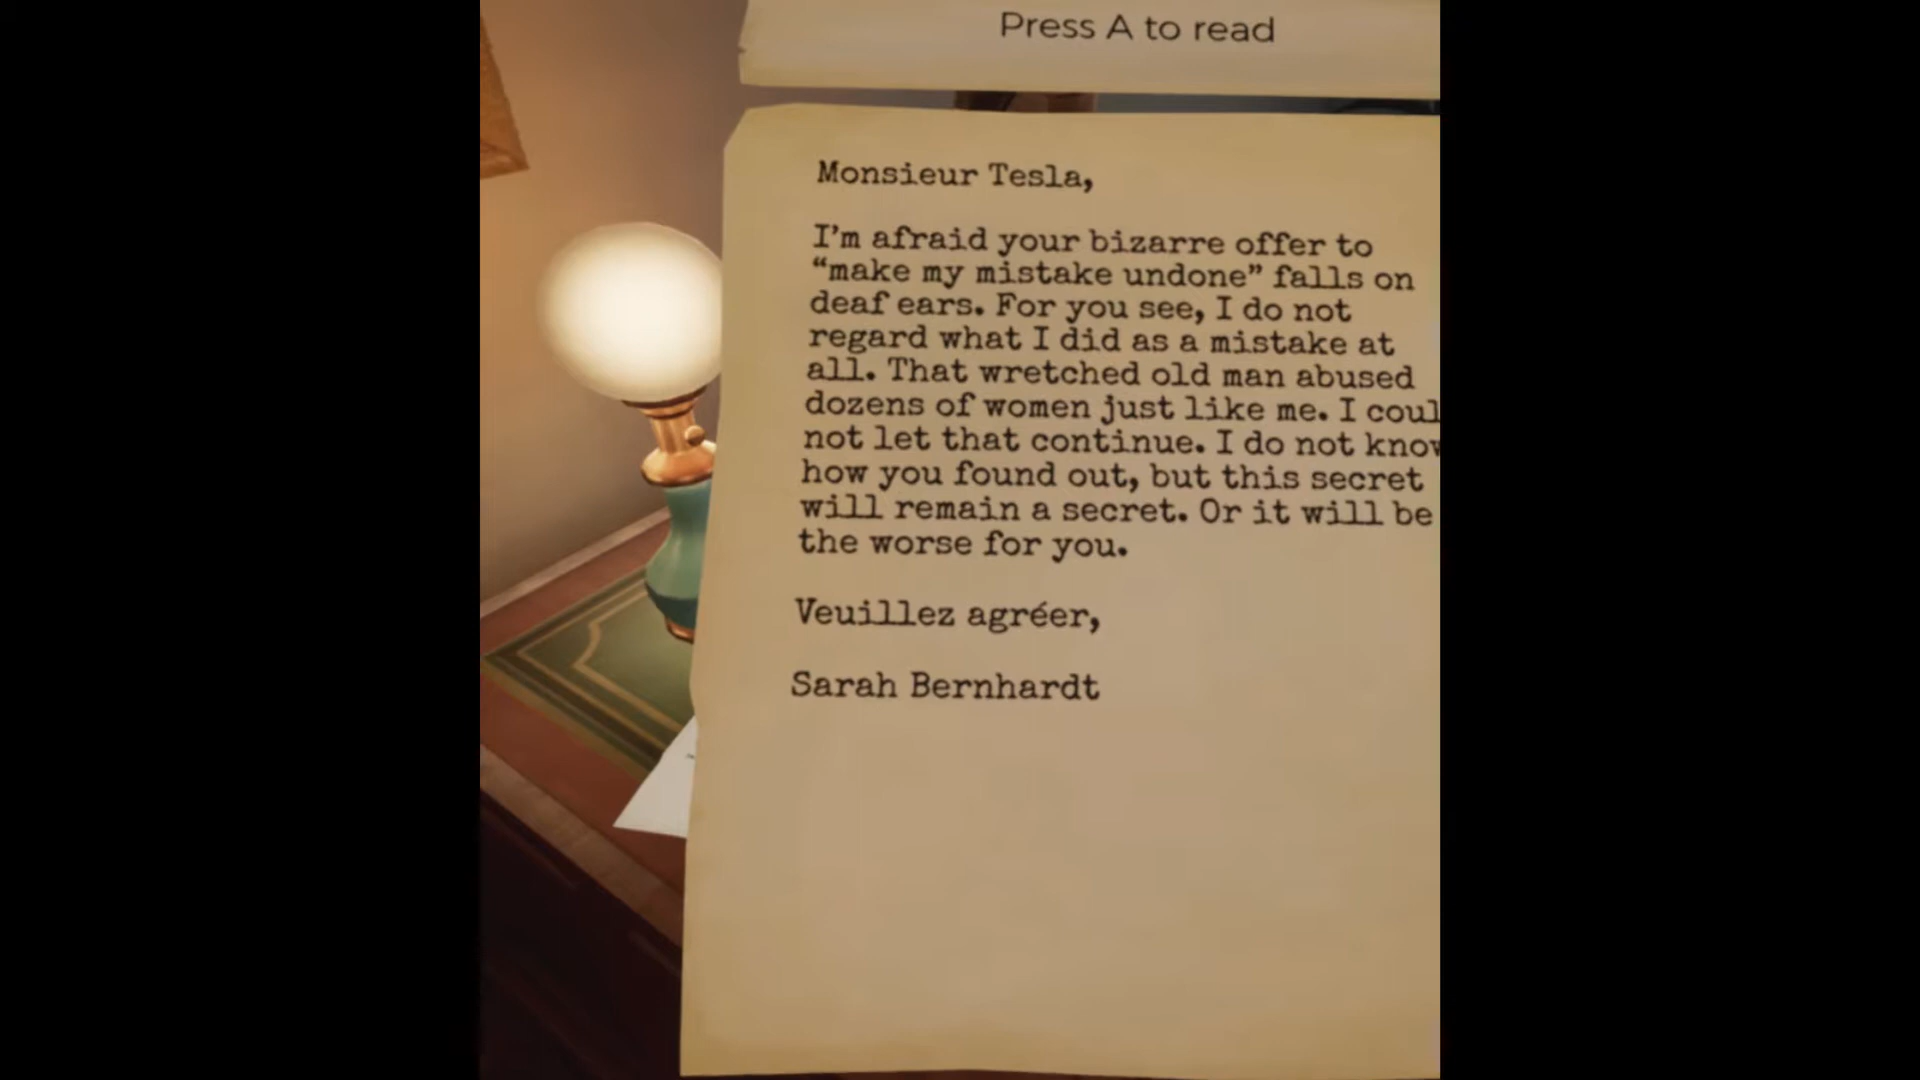 Press A to read
Monsieur Tesla,
I'm afraid your bizarre offer to
“make my mistake undone” falls on
deaf ears. For you see, I do not
regard what I did as a mistake at
all. That wretched old man abused
dozens of women just like me. I
not let that continue. I do not
how you found out, but this secret
will remain a secret. Or it will be
the worse for you.
Veuillez agréer,
Sarah Bernhardt